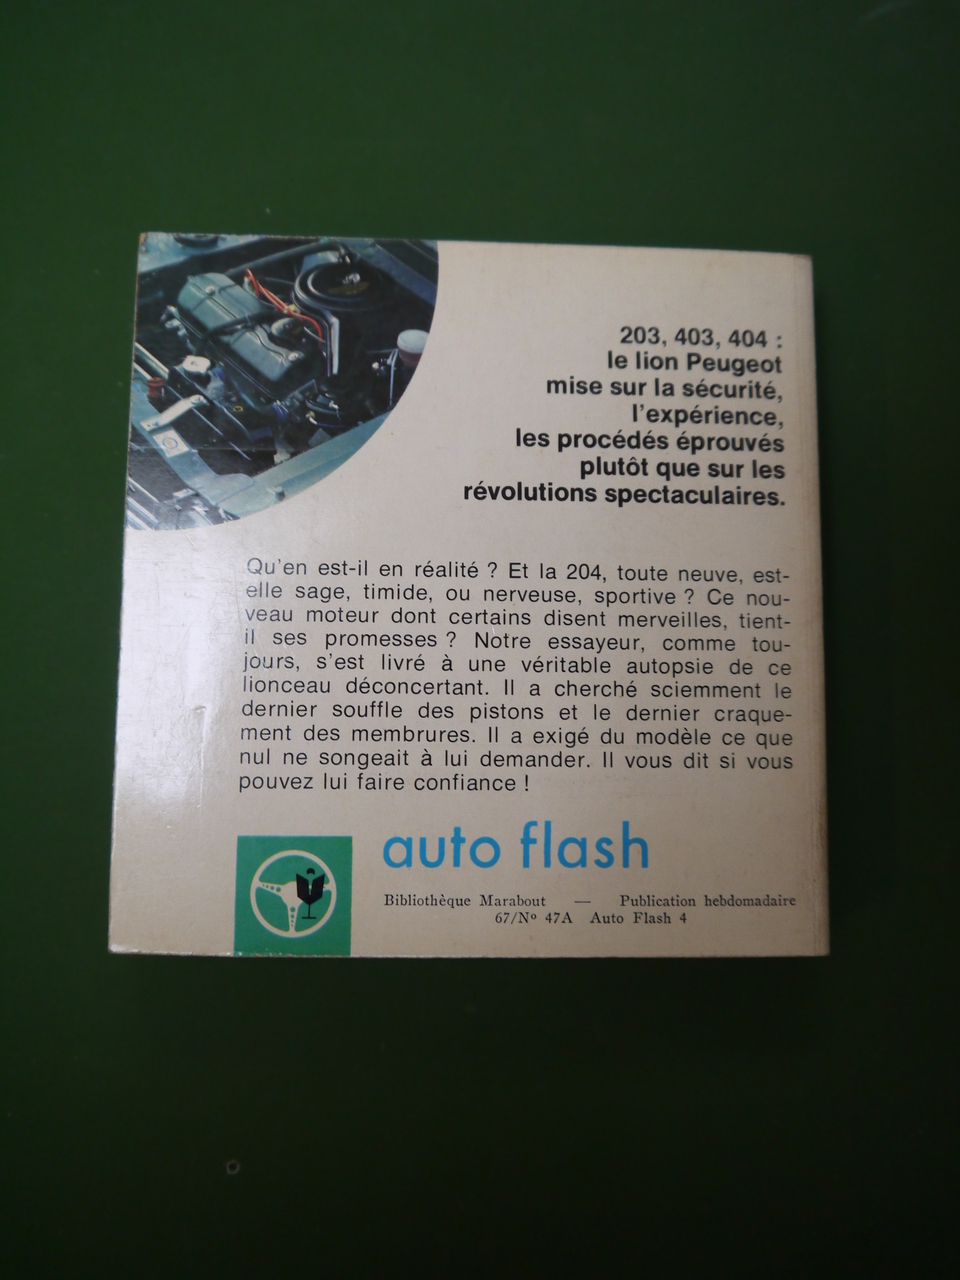 203, 403, 404 :
le lion Peugeot
mise sur la sécurité,
l'expérience,
les procédés éprouvés
plutôt que sur les
révolutions spectaculaires.
Qu'en est-il en réalité ? Et la 204, toute neuve, est-
elle sage, timide, ou nerveuse, sportive ? Ce nou-
veau moteur dont certains disent merveilles, tient-
il ses promesses ? Notre essayeur, comme tou-
jours, s'est livré à une véritable autopsie de ce
lionceau déconcertant. Il a cherché sciemment le
dernier souffle des pistons et le dernier craque-
ment des membrures. Il a exigé du modèle ce que
nul ne songeait à lui demander. Il vous dit si vous
pouvez lui faire confiance !
auto flash
Bibliothèque Marabout — Publication hebdomadaire
67/Nº 47A Auto Flash 4